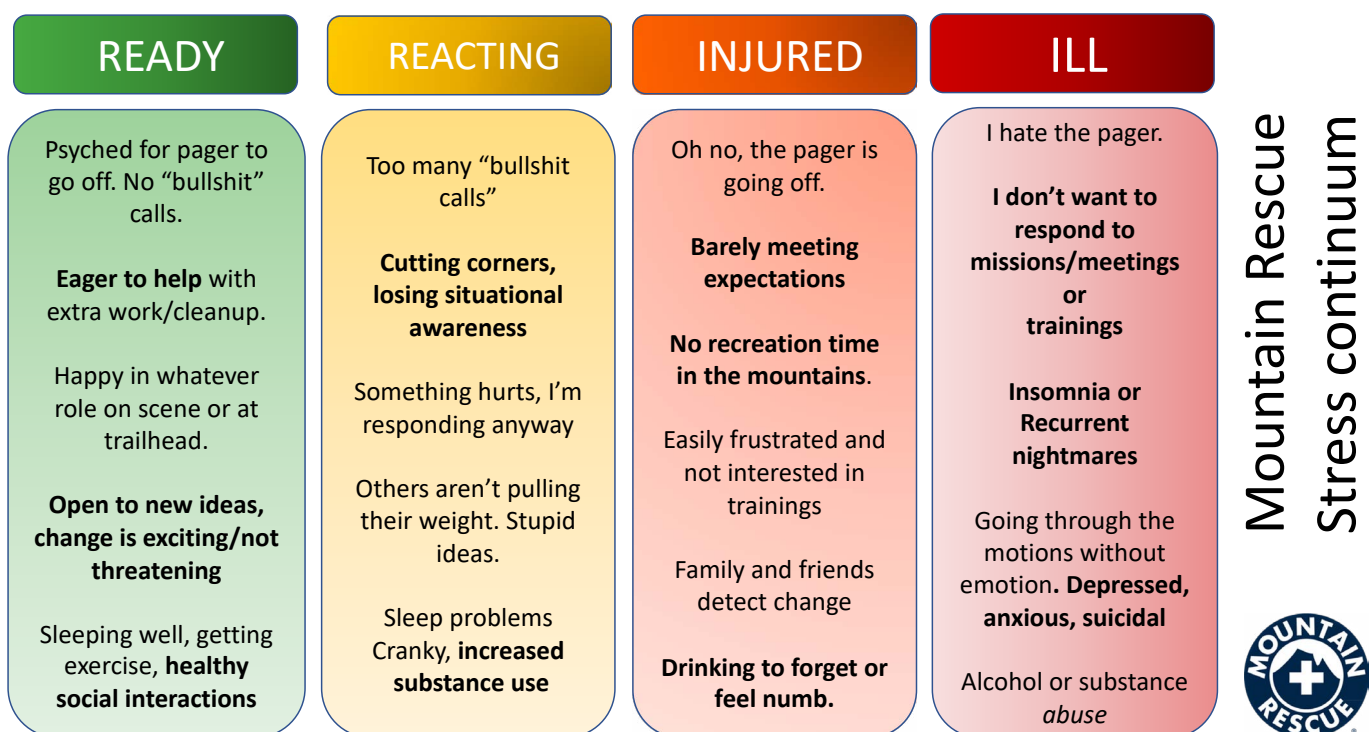 READY
Psyched for pager to
go off. No “bullshit”
calls.
Eager to help with
extra work/cleanup.
Happy in whatever
role on scene or at
trailhead.
Open to new ideas,
change is exciting/not
threatening
Sleeping well, getting
exercise, healthy
social interactions
REACTING
Too many “bullshit
calls”
Cutting corners,
losing situational
awareness
Something hurts, I’m
responding anyway
Others aren’t pulling
their weight. Stupid
ideas.
Sleep problems
Cranky, increased
substance use
INJURED
Oh no, the pager is
going off.
Barely meeting
expectations
No recreation time
in the mountains.
Easily frustrated and
not interested in
trainings
Family and friends
detect change
Drinking to forget or
feel numb.
ILL
I hate the pager.
I don’t want to
respond to
missions/meetings
or
trainings
Insomnia or
Recurrent
nightmares
Going through the
motions without
emotion. Depressed,
anxious, suicidal
Alcohol or substance
abuse
Mountain Rescue
Stress continuum
MOUNTAIN
RESCUE